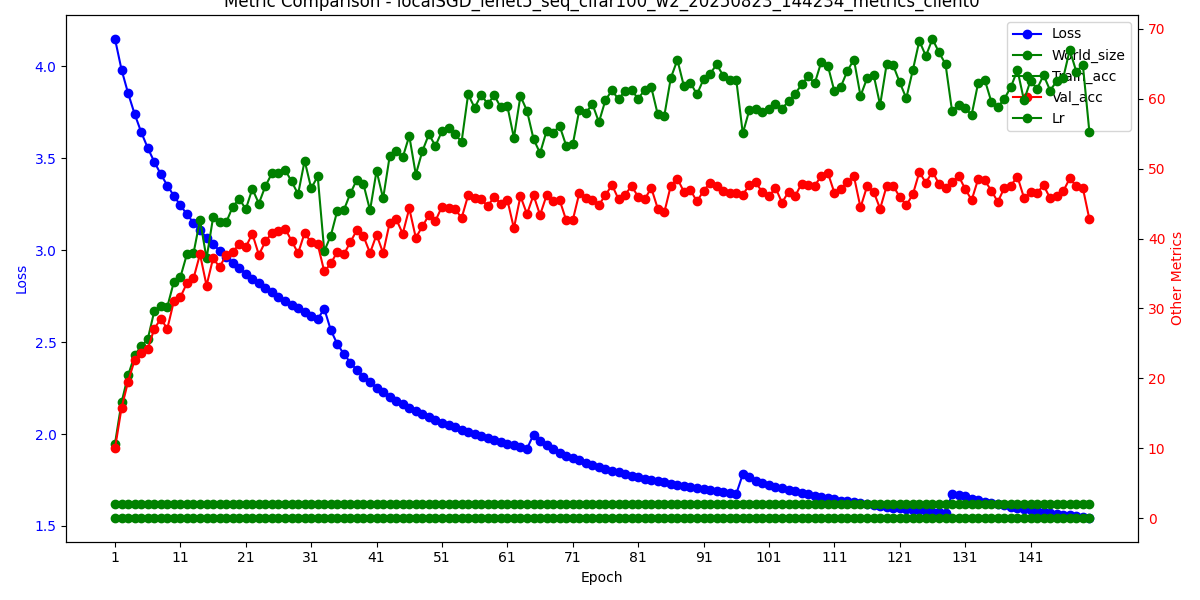 Metric Comparison - localSGD_lenet5_seq_cifar100_w2_20250823_144234_metrics_client0
Loss
World_size
Train_acc
Val_acc
Lr
4.0
3.5
3.0
2.5
2.0
1.5
Loss
70
60
50
40
30
20
10
0
Other Metrics
1 11 21 31 41 51 61 71 81 91 101 111 121 131 141
Epoch